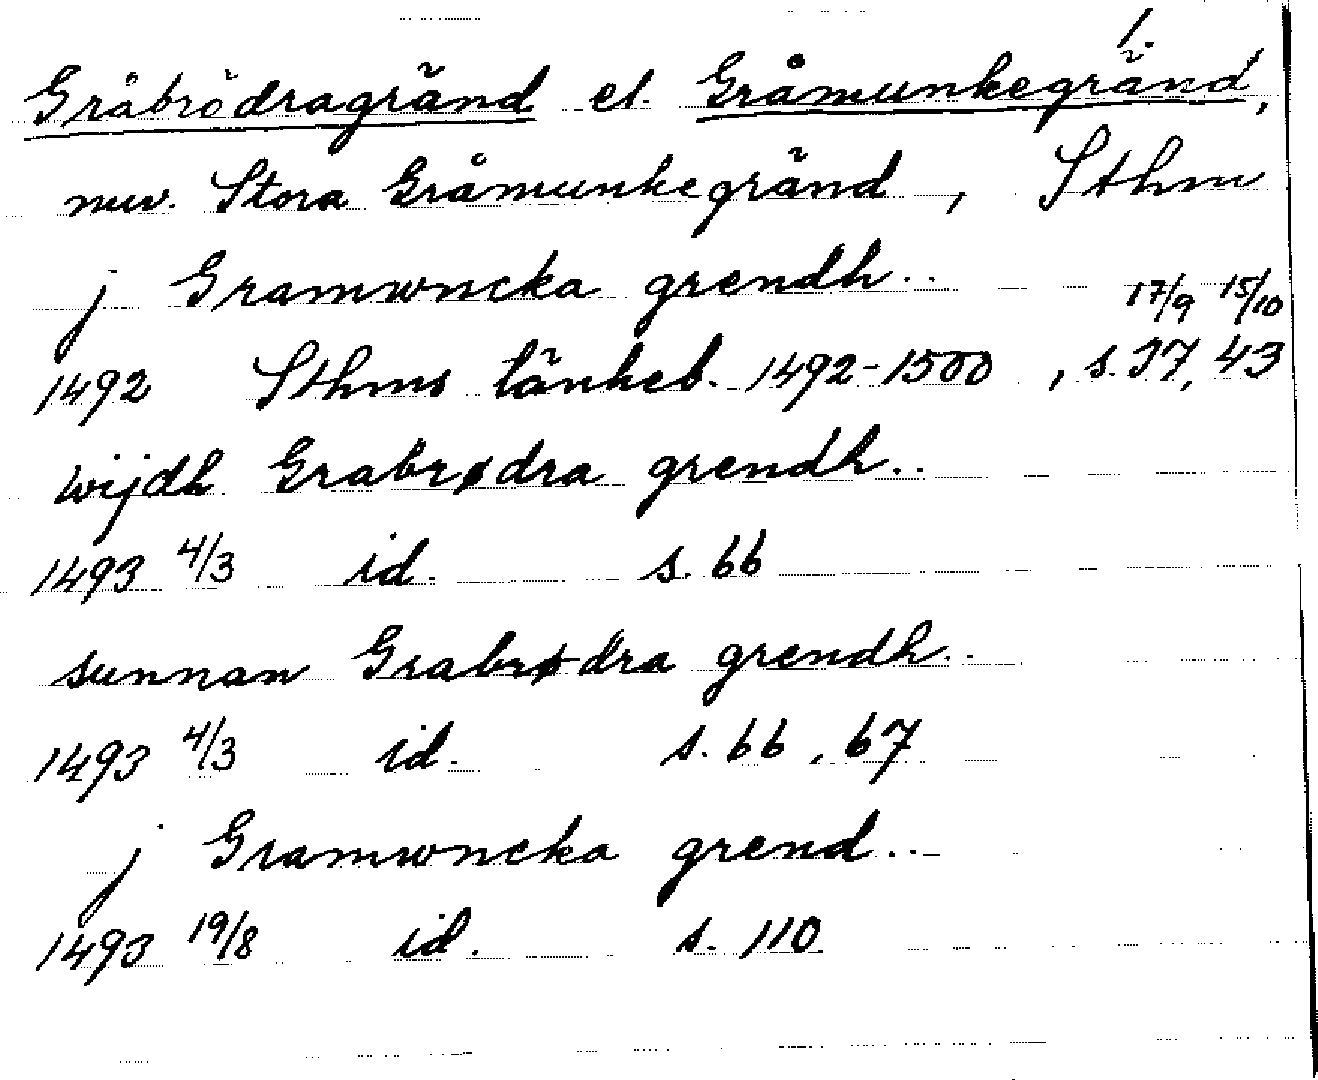 1.
Gråbrödragränd el. Gråmunkegränd,
nuv. Stora Gråmunkegränd, Sthm
j Gramwncka grendh..
17/9 15/10
1492 Sthms tänkeb. 1492-1500, s. 37, 43
wijdh Grabrødra grendh..
1493 4/3 id. s. 66
sunnan Grabrødra grendh..
1493 4/3 id. s. 66, 67
j Gramwncka grend..
1493 19/8 id. s. 110